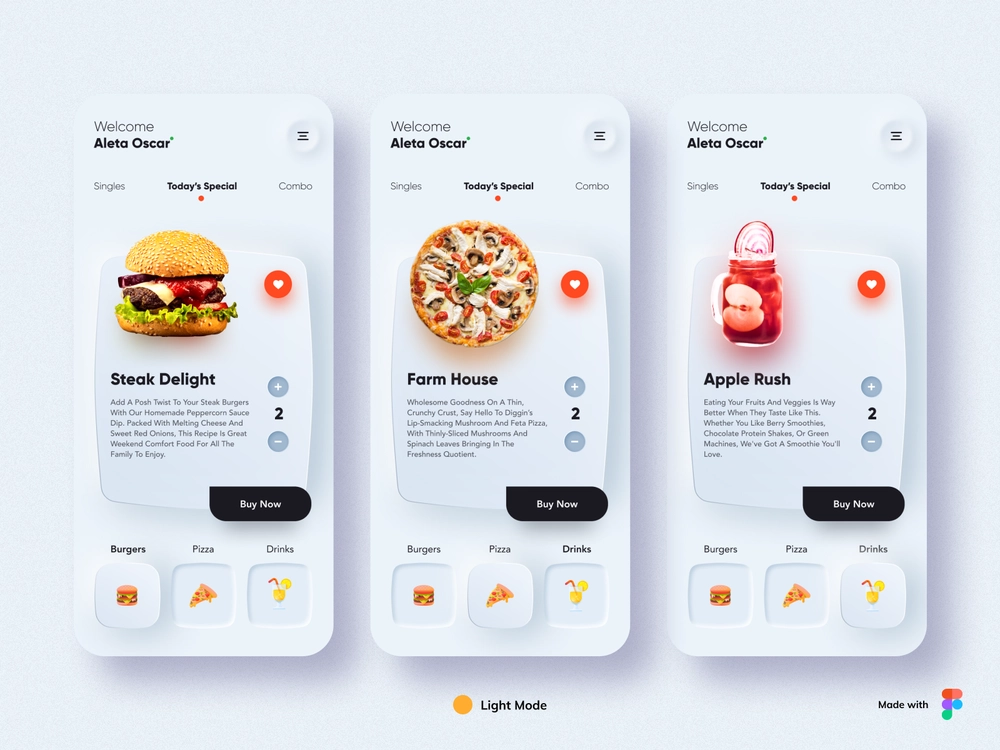 Welcome
Aleta Oscar
Singles
Today's Special
Combo
Steak Delight
Add A Posh Twist To Your Steak Burgers
With Our Homemade Peppercorn Sauce
Dip. Packed With Melting Cheese And
Sweet Red Onions, This Recipe Is Great
Weekend Comfort Food For All The
Family To Enjoy.
2
Buy Now
Burgers
Pizza
Drinks
Welcome
Aleta Oscar
Singles
Today's Special
Combo
Farm House
Wholesome Goodness On A Thin,
Crunchy Crust, Say Hello To Diggin's
Lip-Smacking Mushroom And Feta Pizza,
With Thinly-Sliced Mushrooms And
Spinach Leaves Bringing In The
Freshness Quotient.
2
Buy Now
Burgers
Pizza
Drinks
Welcome
Aleta Oscar
Singles
Today's Special
Combo
Apple Rush
Eating Your Fruits And Veggies Is Way
Better When They Taste Like This.
Whether You Like Berry Smoothies,
Chocolate Protein Shakes, Or Green
Machines, We've Got A Smoothie You'll
Love.
2
Buy Now
Burgers
Pizza
Drinks
Light Mode
Made with